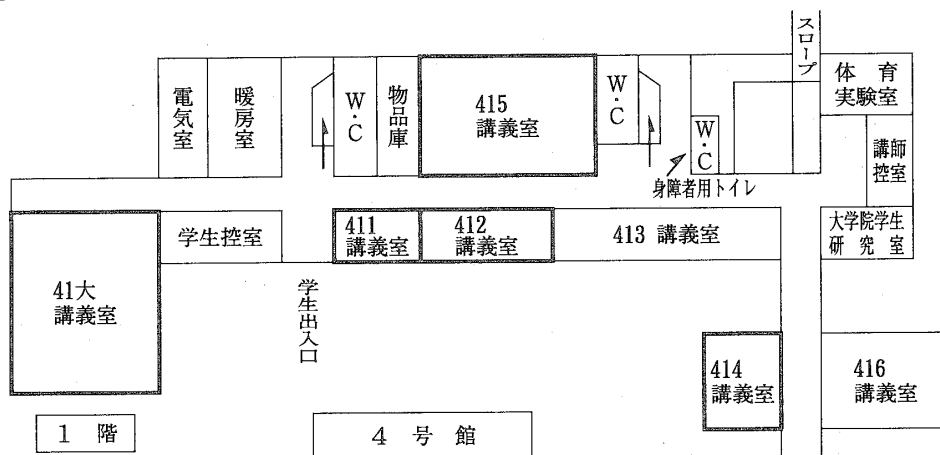 スロープ
電気室
暖房室
W・C
物品庫
415
講義室
W・C
W・C
身障者用トイレ
体 育
実験室
講師
控室
学生控室
411
講義室
412
講義室
413 講義室
大学院学生
研 究 室
41大
講義室
学生出入口
414
講義室
416
講義室
1 階
4 号 館